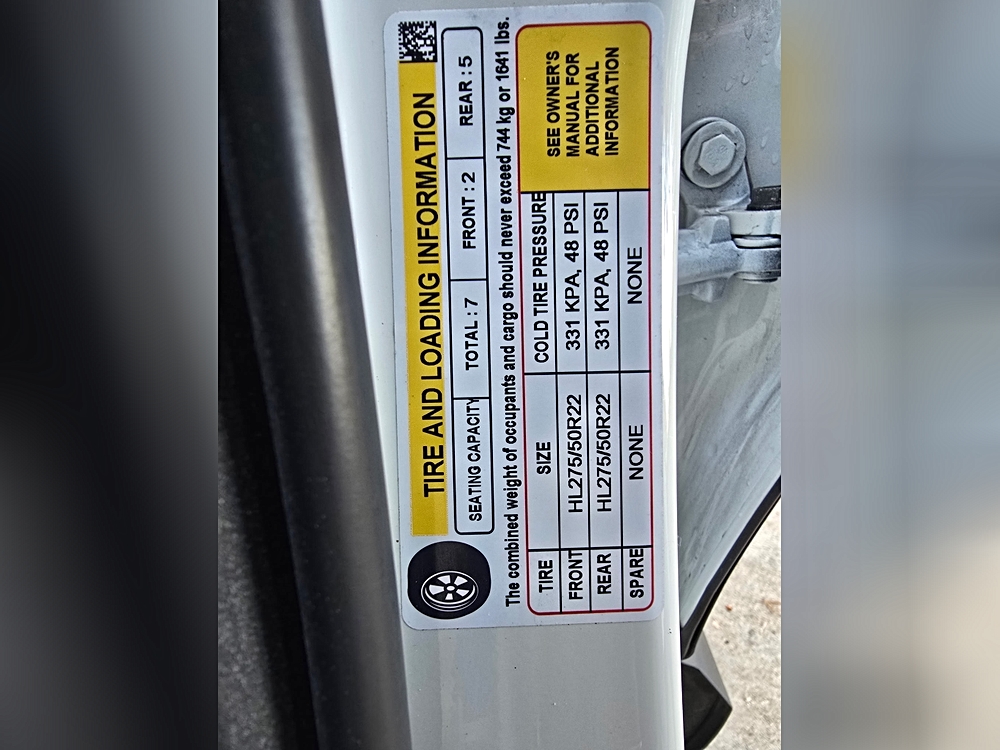 TIRE AND LOADING INFORMATION
SEATING CAPACITY TOTAL : 7 FRONT : 2 REAR : 5
The combined weight of occupants and cargo should never exceed 744 kg or 1641 lbs.
TIRE SIZE COLD TIRE PRESSURE
FRONT HL275/50R22 331 KPA, 48 PSI
REAR HL275/50R22 331 KPA, 48 PSI
SPARE NONE NONE
SEE OWNER'S
MANUAL FOR
ADDITIONAL
INFORMATION